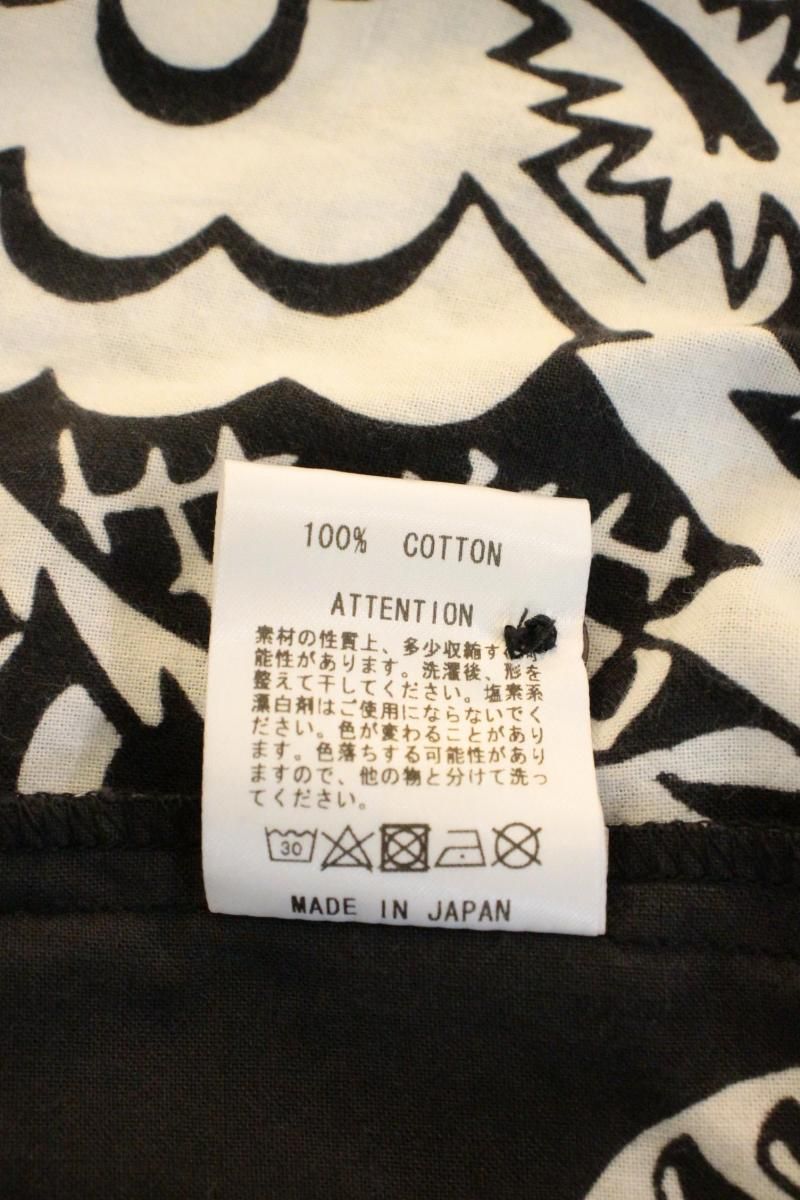 100% COTTON
ATTENTION
素材の性質上、多少収縮す
能性があります。洗濯後、形を
整えて干してください。塩素系
漂白剤はご使用にならないでく
ださい。色が変わることがあり
ます。色落ちする可能性があり
ますので、他の物と分けて洗っ
てください。
30
MADE IN JAPAN